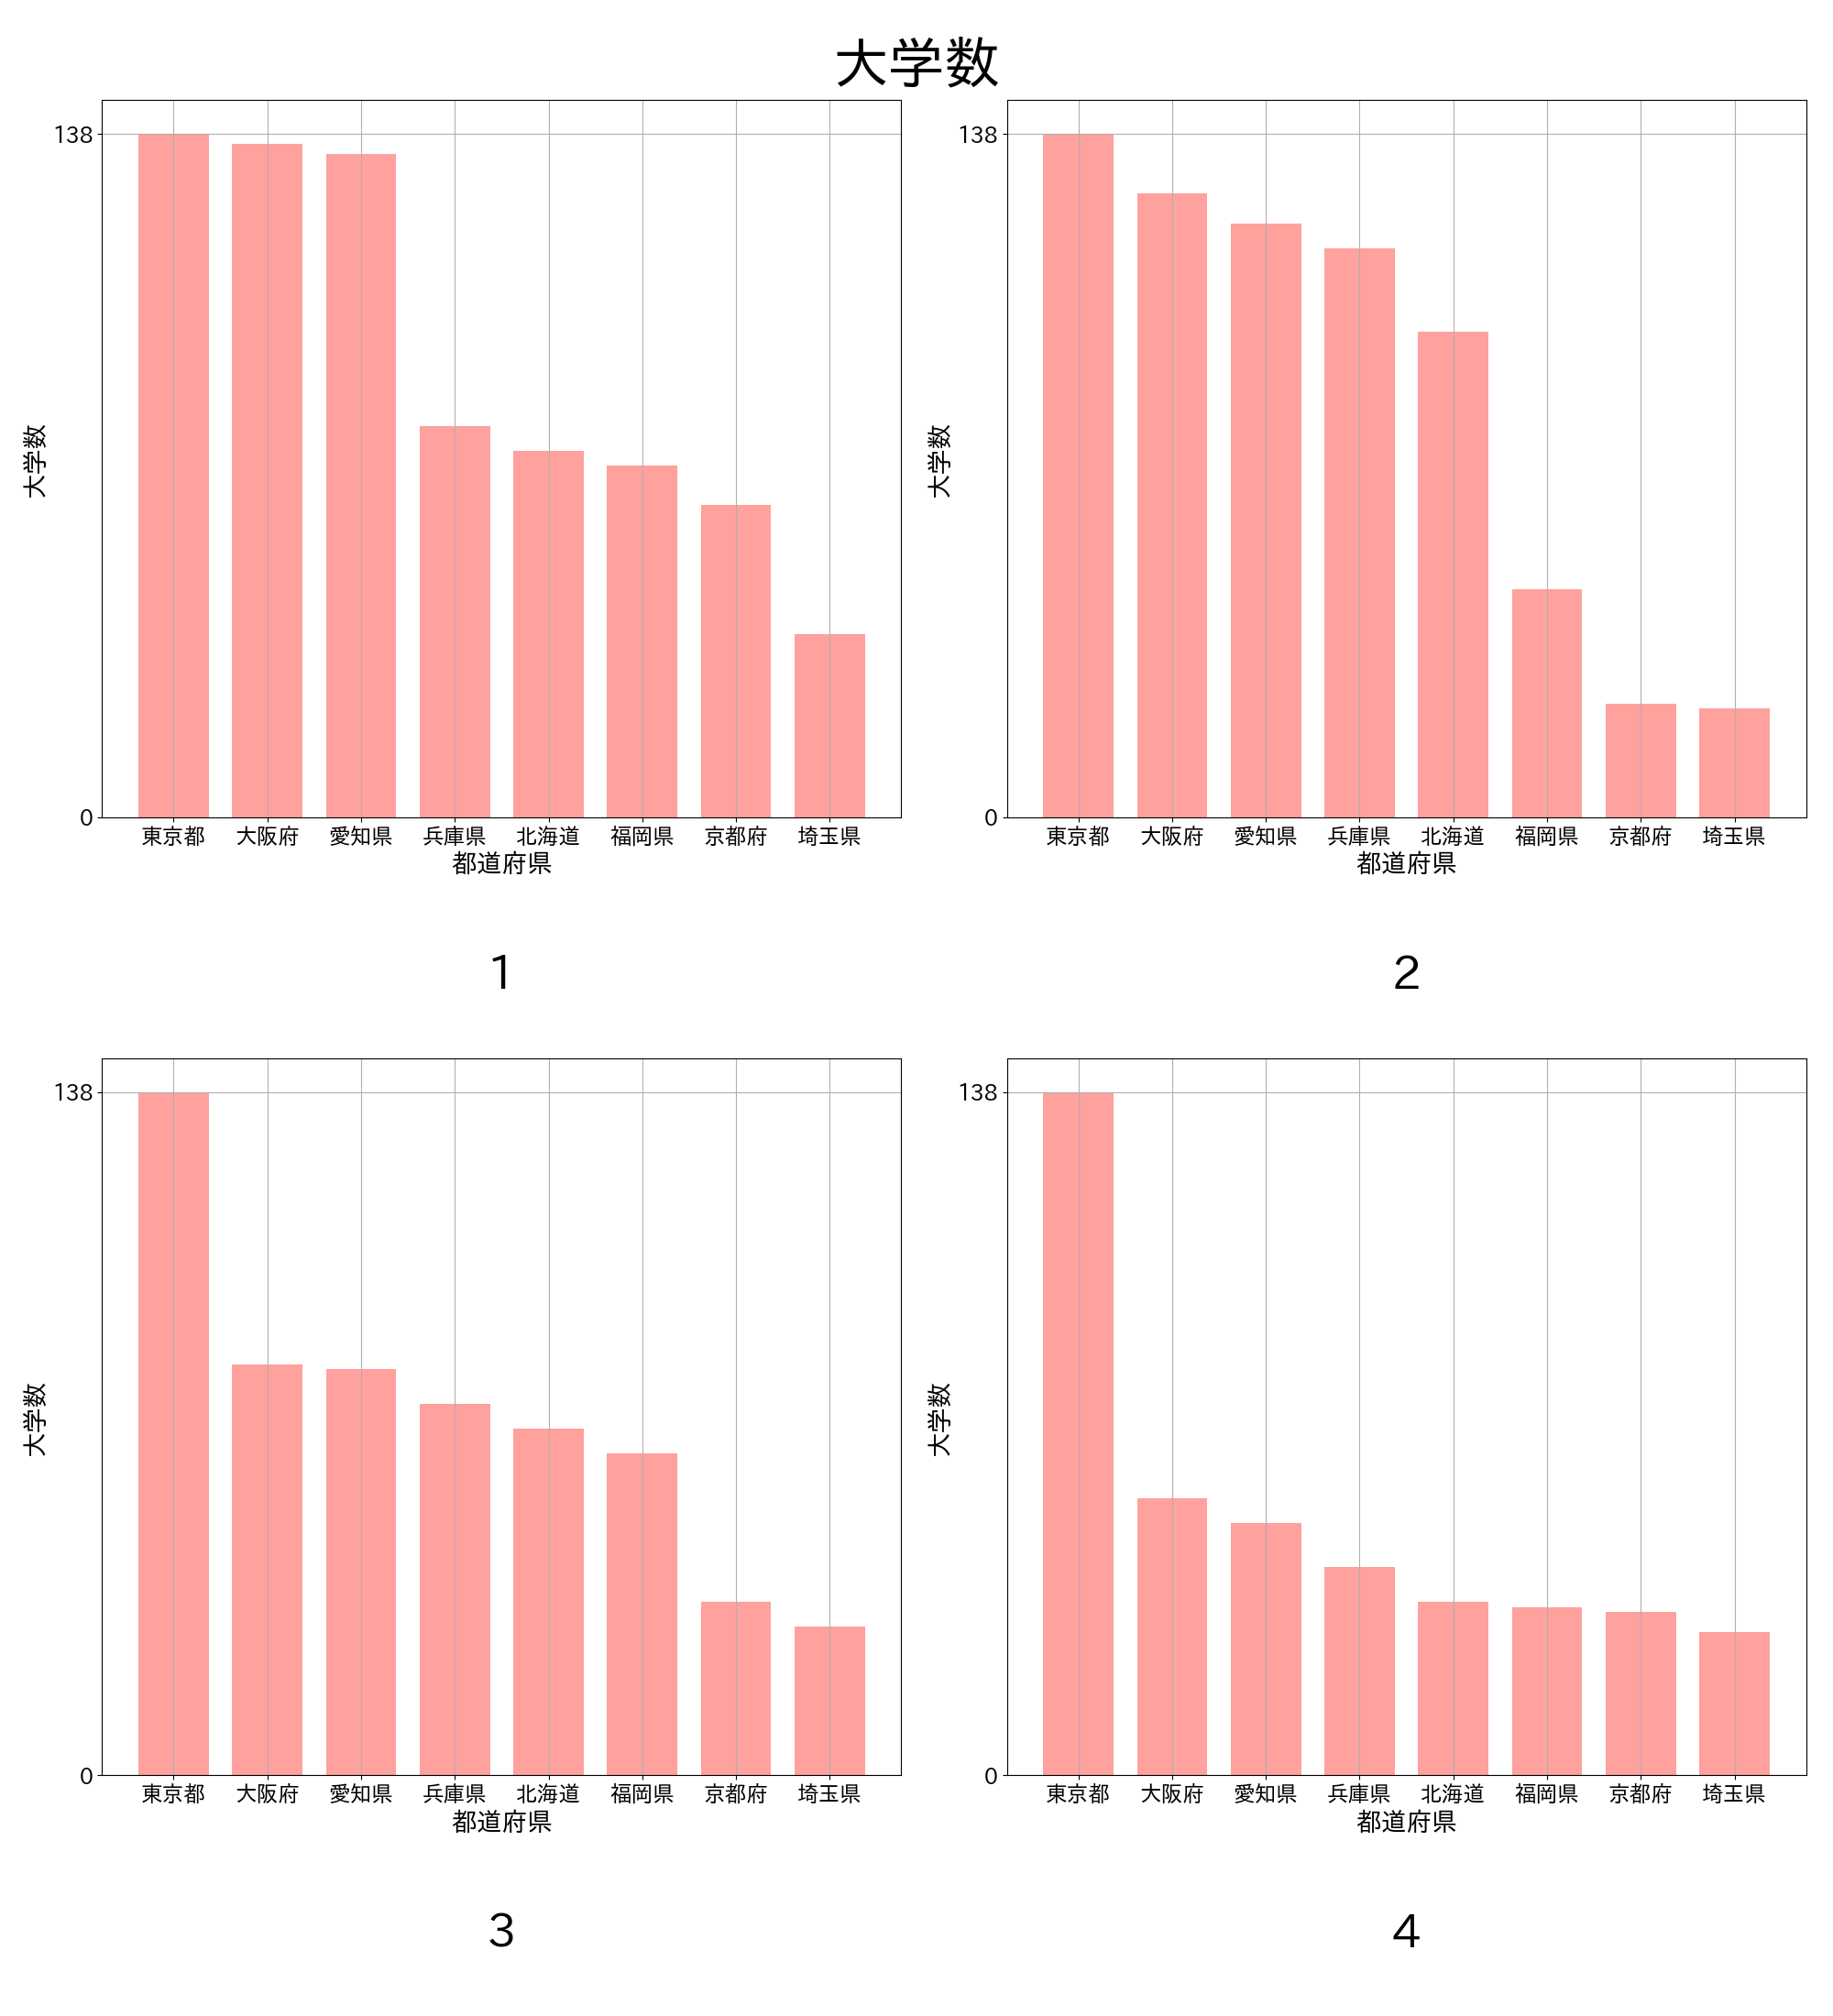 大学数
138
0
大学数
東京都 大阪府 愛知県 兵庫県 北海道 福岡県 京都府 埼玉県
都道府県
1
138
0
大学数
東京都 大阪府 愛知県 兵庫県 北海道 福岡県 京都府 埼玉県
都道府県
2
138
0
大学数
東京都 大阪府 愛知県 兵庫県 北海道 福岡県 京都府 埼玉県
都道府県
3
138
0
大学数
東京都 大阪府 愛知県 兵庫県 北海道 福岡県 京都府 埼玉県
都道府県
4